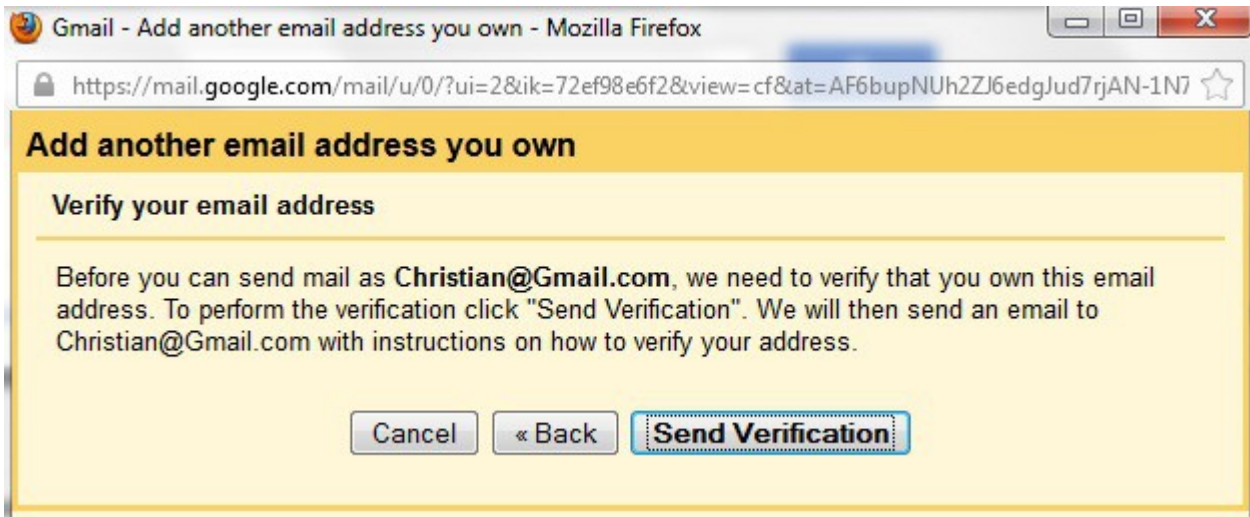 Gmail - Add another email address you own - Mozilla Firefox
https://mail.google.com/mail/u/0/?ui=2&ik=72ef98e6f2&view=cf&at=AF6bupNUh2ZJ6edgJud7rjAN-1N7
Add another email address you own
Verify your email address
Before you can send mail as Christian@Gmail.com, we need to verify that you own this email
address. To perform the verification click "Send Verification". We will then send an email to
Christian@Gmail.com with instructions on how to verify your address.
Cancel « Back Send Verification